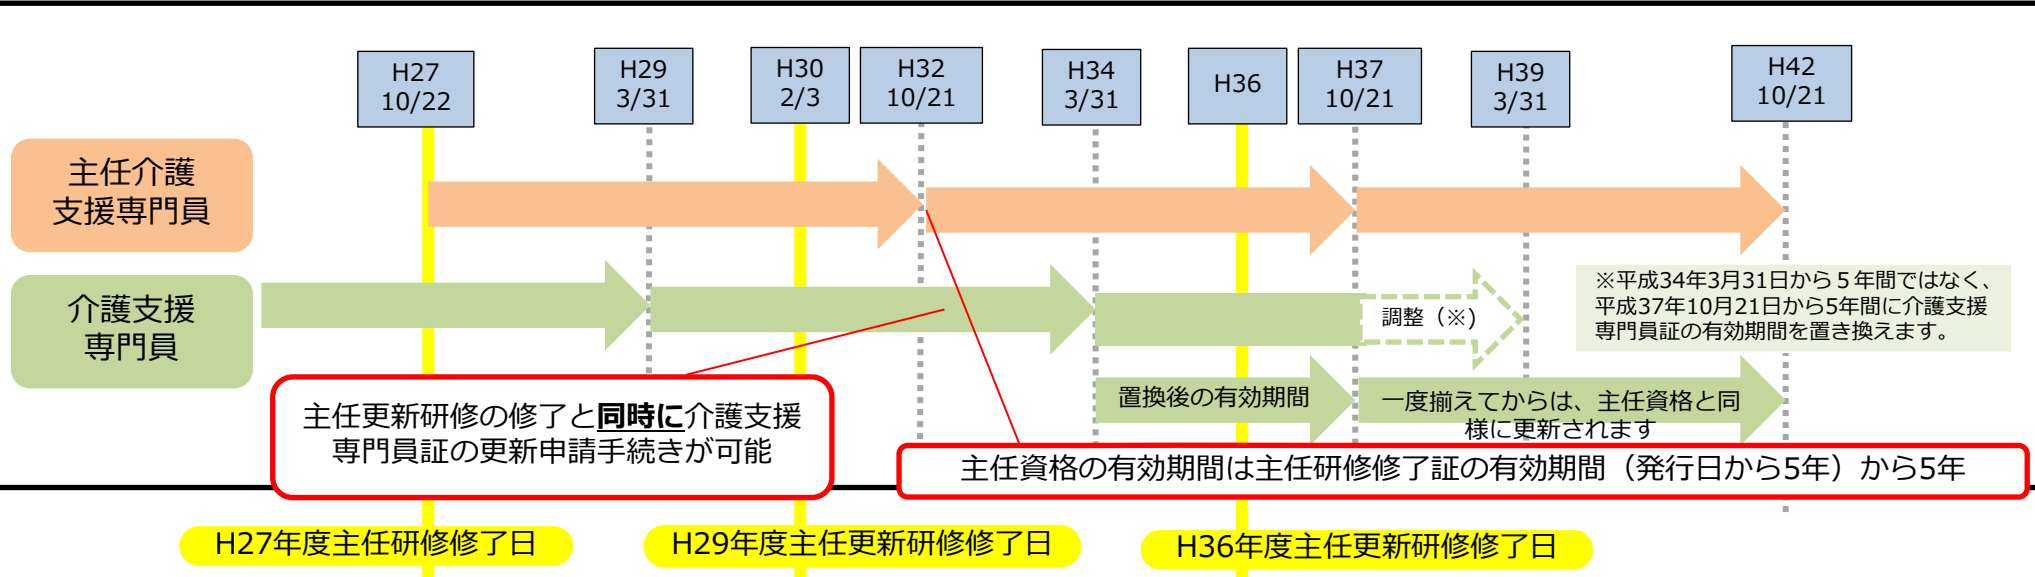 H27
10/22
H29
3/31
H30
2/3
H32
10/21
H34
3/31
H36
H37
10/21
H39
3/31
H42
10/21
主任介護
支援専門員
介護支援
専門員
調整（※)
※平成34年3月31日から５年間ではなく、
平成37年10月21日から5年間に介護支援
専門員証の有効期間を置き換えます。
置換後の有効期間
一度揃えてからは、主任資格と同
様に更新されます
主任更新研修の修了と同時に介護支援
専門員証の更新申請手続きが可能
主任資格の有効期間は主任研修修了証の有効期間（発行日から5年）から5年
H27年度主任研修修了日
H29年度主任更新研修修了日
H36年度主任更新研修修了日